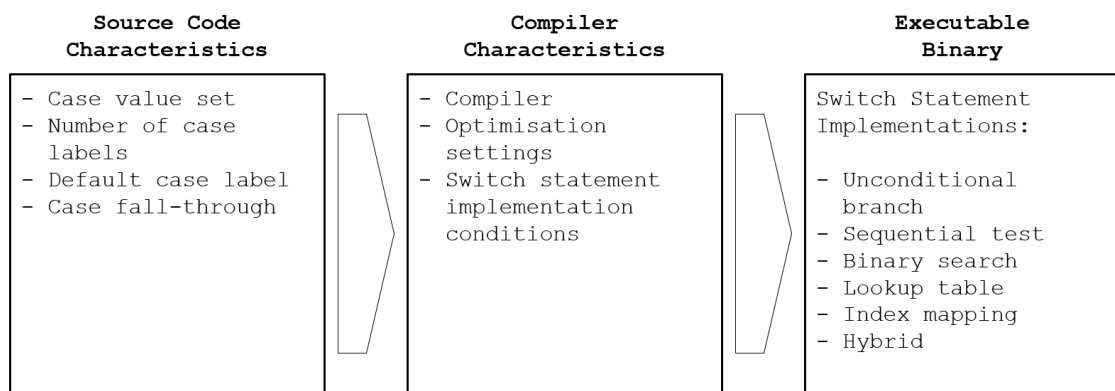 Source Code
Characteristics
- Case value set
- Number of case
labels
- Default case label
- Case fall-through
Compiler
Characteristics
- Compiler
- Optimisation
settings
- Switch statement
implementation
conditions
Executable
Binary
Switch Statement
Implementations:
- Unconditional
branch
- Sequential test
- Binary search
- Lookup table
- Index mapping
- Hybrid